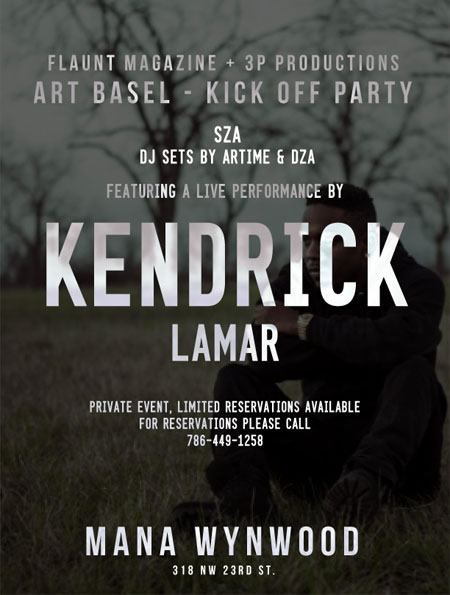 FLAUNT MAGAZINE + 3P PRODUCTIONS
ART BASEL - KICK OFF PARTY
SZA
DJ SETS BY ARTIME & DZA
FEATURING A LIVE PERFORMANCE BY
KENDRICK
LAMAR
PRIVATE EVENT, LIMITED RESERVATIONS AVAILABLE
FOR RESERVATIONS PLEASE CALL
786-449-1258
MANA WYNWOOD
318 NW 23RD ST.